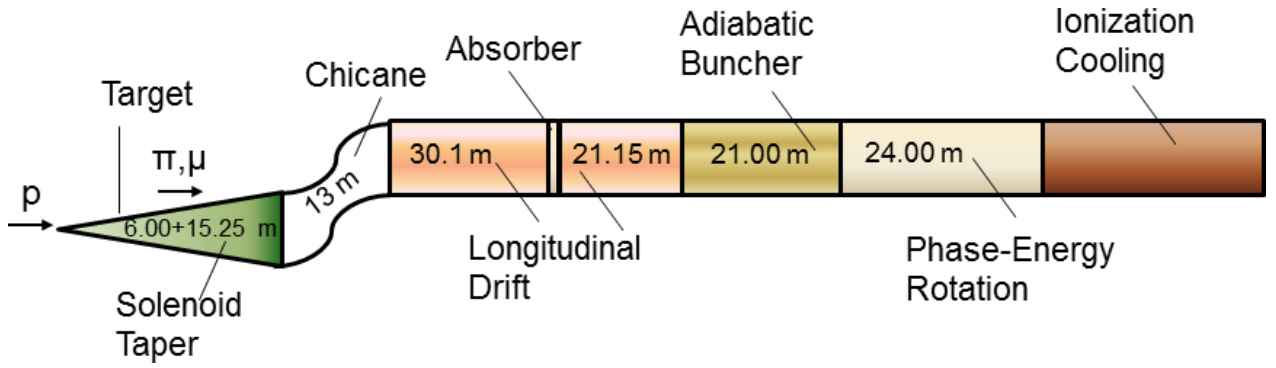 Ionization
Cooling
Adiabatic
Buncher
Absorber
Chicane
Target
π,μ
p
30.1 m
21.15 m
21.00 m
24.00 m
13 m
6.00+15.25 m
Longitudinal
Drift
Phase-Energy
Rotation
Solenoid
Taper